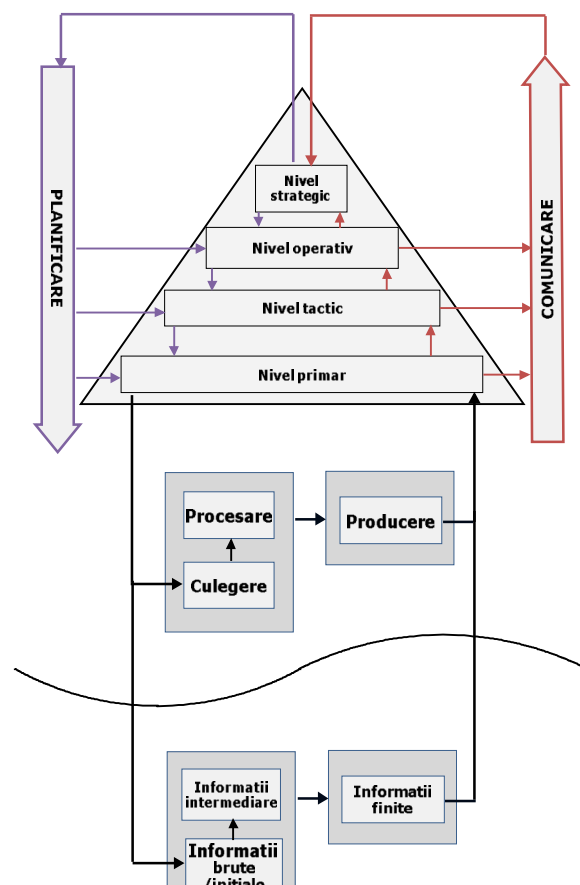 Nivel
strategic
PLANIFICARE
Nivel operativ
COMUNICARE
Nivel tactic
Nivel primar
Procesare
Producere
Culegere
Informatii
intermediare
Informatii
finite
Informatii
brute
/initiale